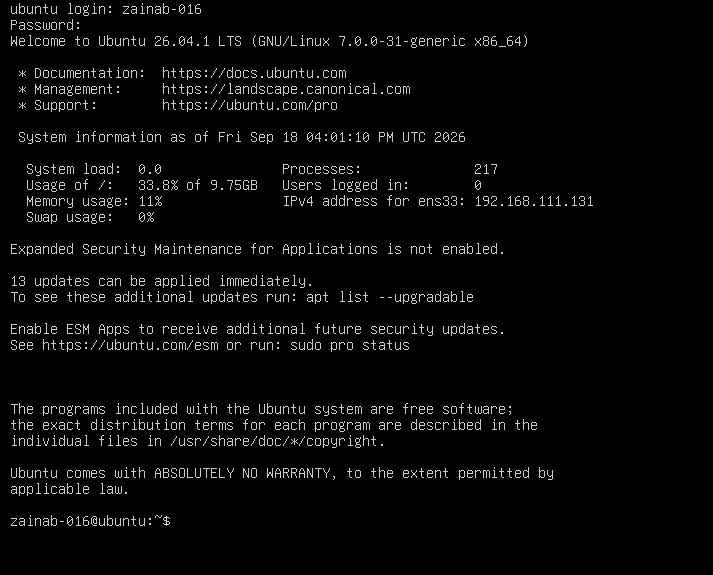 ubuntu login: zainab-016
Password:
Welcome to Ubuntu 26.04.1 LTS (GNU/Linux 7.0.0-31-generic x86_64)
* Documentation:  https://docs.ubuntu.com
* Management:     https://landscape.canonical.com
* Support:        https://ubuntu.com/pro
System information as of Fri Sep 18 04:01:10 PM UTC 2026
System load:  0.0               Processes:              217
Usage of /:   33.8% of 9.75GB   Users logged in:        0
Memory usage: 11%               IPv4 address for ens33: 192.168.111.131
Swap usage:   0%
Expanded Security Maintenance for Applications is not enabled.
13 updates can be applied immediately.
To see these additional updates run: apt list --upgradable
Enable ESM Apps to receive additional future security updates.
See https://ubuntu.com/esm or run: sudo pro status
The programs included with the Ubuntu system are free software;
the exact distribution terms for each program are described in the
individual files in /usr/share/doc/*/copyright.
Ubuntu comes with ABSOLUTELY NO WARRANTY, to the extent permitted by
applicable law.
zainab-016@ubuntu:~$